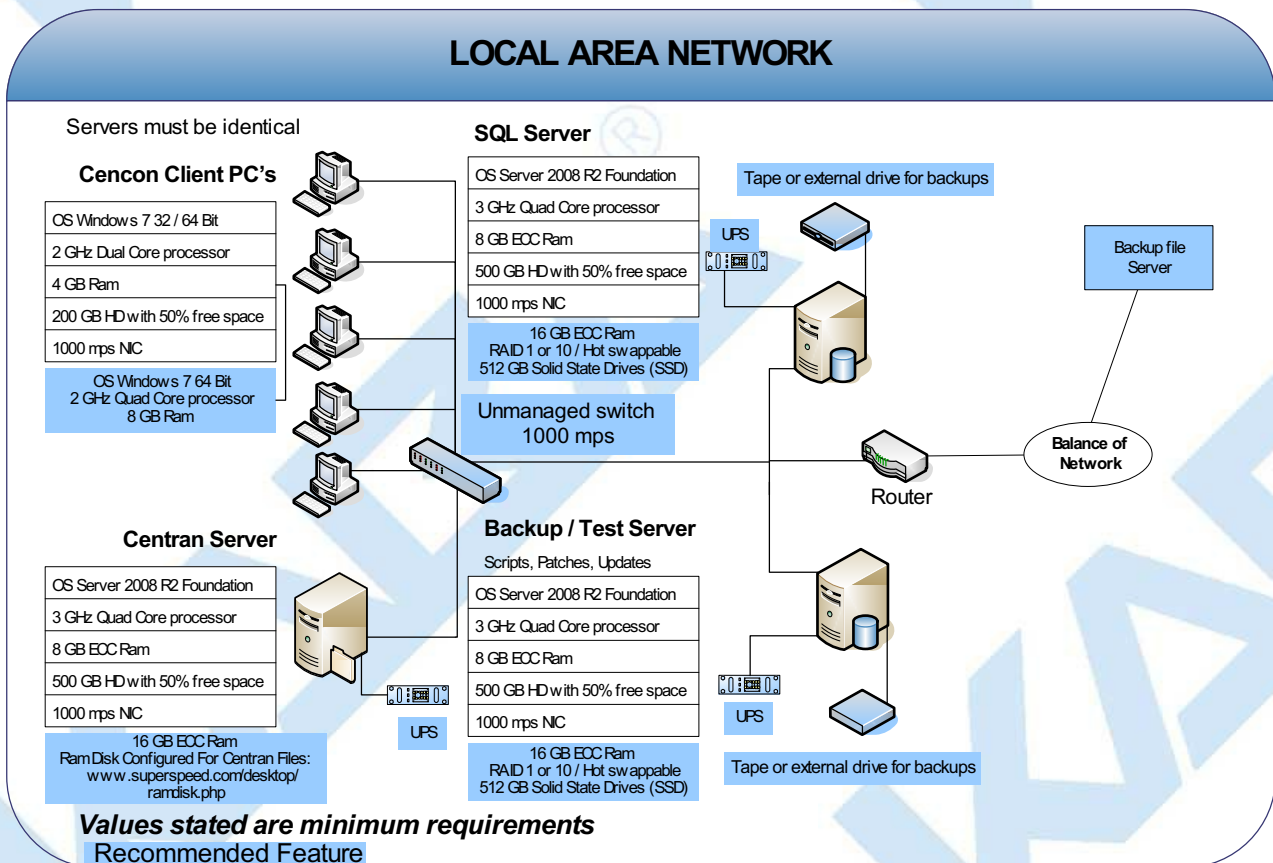 LOCAL AREA NETWORK
Servers must be identical
Cencon Client PC's
OS Windows 7 32 / 64 Bit
2 GHz Dual Core processor
4 GB Ram
200 GB HD with 50% free space
1000 mps NIC
OS Windows 7 64 Bit
2 GHz Quad Core processor
8 GB Ram
SQL Server
OS Server 2008 R2 Foundation
3 GHz Quad Core processor
8 GB ECC Ram
500 GB HD with 50% free space
1000 mps NIC
16 GB ECC Ram
RAID 1 or 10 / Hot swappable
512 GB Solid State Drives (SSD)
UPS
Tape or external drive for backups
Backup file
Server
Unmanaged switch
1000 mps
Router
Balance of
Network
Centran Server
OS Server 2008 R2 Foundation
3 GHz Quad Core processor
8 GB ECC Ram
500 GB HD with 50% free space
1000 mps NIC
16 GB ECC Ram
Ram Disk Configured For Centran Files:
www.superspeed.com/desktop/
ramdisk.php
UPS
Backup / Test Server
Scripts, Patches, Updates
OS Server 2008 R2 Foundation
3 GHz Quad Core processor
8 GB ECC Ram
500 GB HD with 50% free space
1000 mps NIC
16 GB ECC Ram
RAID 1 or 10 / Hot swappable
512 GB Solid State Drives (SSD)
UPS
Tape or external drive for backups
Values stated are minimum requirements
Recommended Feature
®